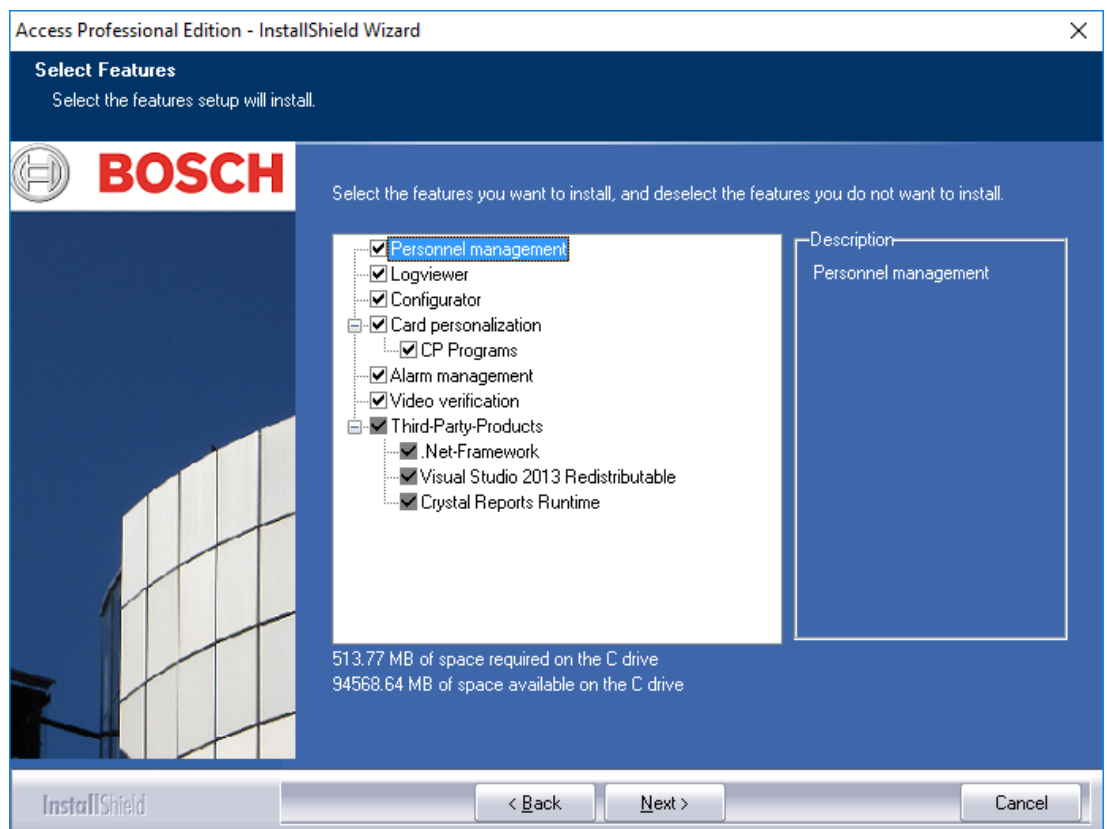 Access Professional Edition - InstallShield Wizard
Select Features
Select the features setup will install.
BOSCH
Select the features you want to install, and deselect the features you do not want to install.
Personnel management
Logviewer
Configurator
Card personalization
CP Programs
Alarm management
Video verification
Third-Party-Products
.Net-Framework
Visual Studio 2013 Redistributable
Crystal Reports Runtime
Description
Personnel management
513.77 MB of space required on the C drive
94568.64 MB of space available on the C drive
InstallShield
< Back
Next >
Cancel